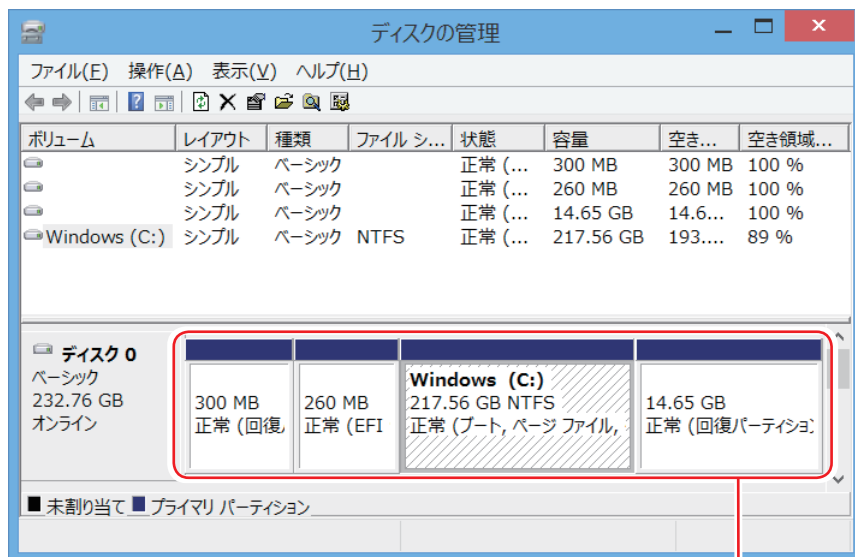 ディスクの管理
ファイル(F) 操作(A) 表示(V) ヘルプ(H)
ボリューム レイアウト 種類 ファイル シ... 状態 容量 空き... 空き領域...
シンプル ベーシック 正常 (... 300 MB 300 MB 100 %
シンプル ベーシック 正常 (... 260 MB 260 MB 100 %
シンプル ベーシック 正常 (... 14.65 GB 14.6... 100 %
Windows (C:) シンプル ベーシック NTFS 正常 (... 217.56 GB 193.... 89 %
ディスク 0
ベーシック
232.76 GB
オンライン
300 MB
正常 (回復
260 MB
正常 (EFI
Windows (C:)
217.56 GB NTFS
正常 (ブート, ページ ファイル,
14.65 GB
正常 (回復パーティション
未割り当て プライマリ パーティション